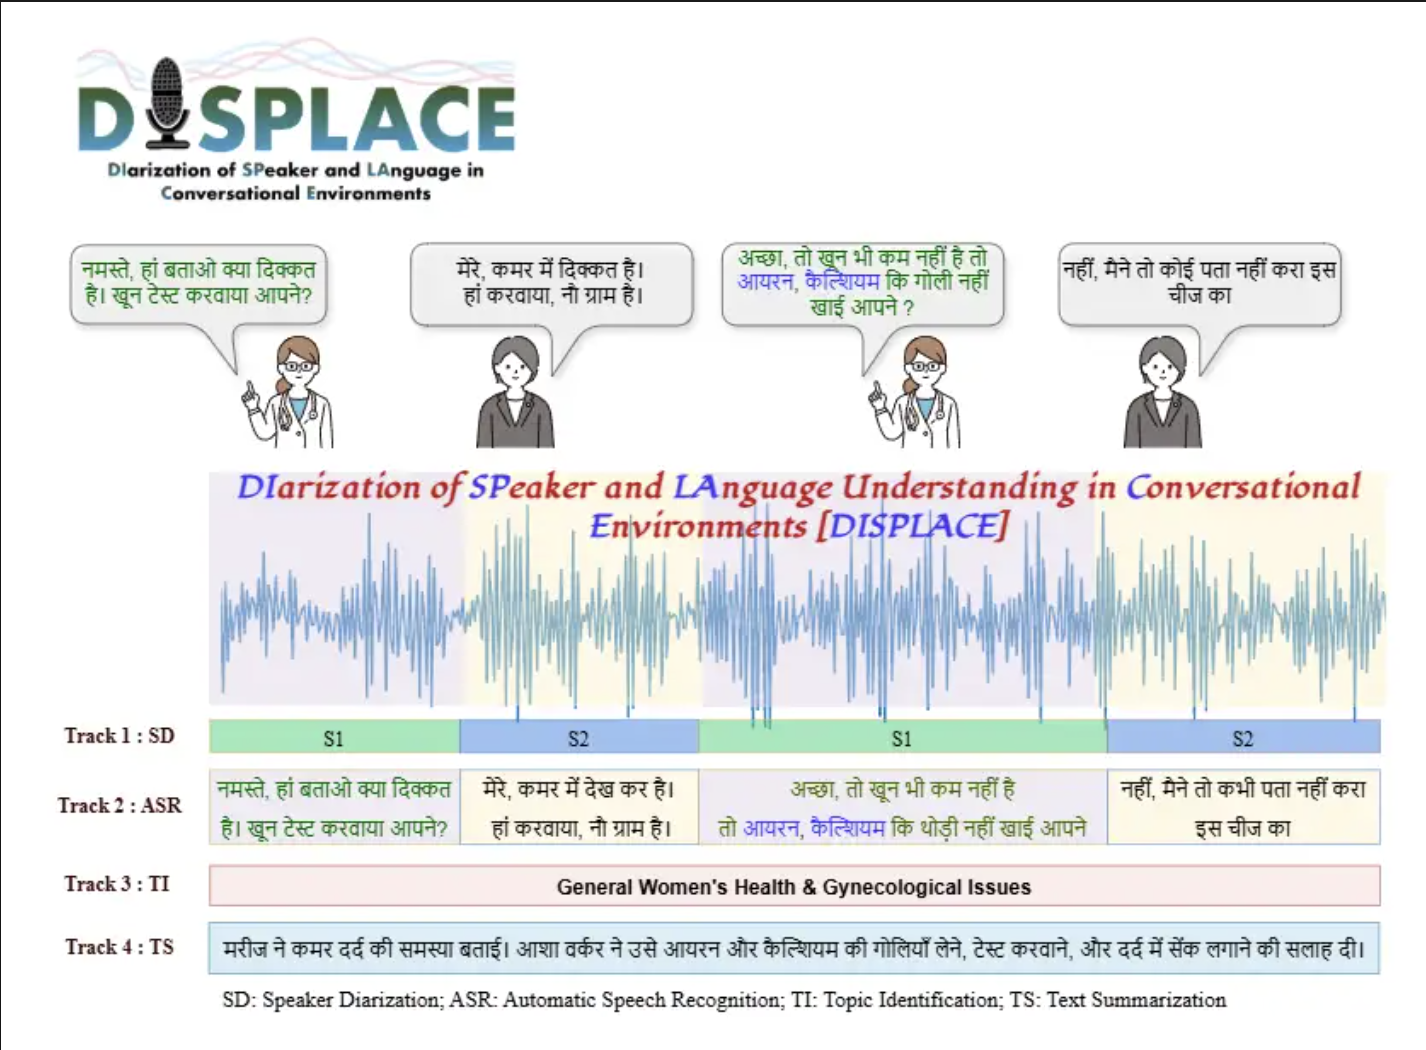 DISPLACE
DIarization of SPeaker and LAnguage in
Conversational Environments
नमस्ते, हां बताओ क्या दिक्कत
है। खून टेस्ट करवाया आपने?
मेरे, कमर में दिक्कत है।
हां करवाया, नौ ग्राम है।
अच्छा, तो खून भी कम नहीं है तो
आयरन, कैल्शियम कि गोली नहीं
खाई आपने ?
नहीं, मैने तो कोई पता नहीं करा इस
चीज का
DIarization of SPeaker and LAnguage Understanding in Conversational
Environments [DISPLACE]
Track 1 : SD
S1
S2
S1
S2
Track 2 : ASR
नमस्ते, हां बताओ क्या दिक्कत
है। खून टेस्ट करवाया आपने?
मेरे, कमर में देख कर है।
हां करवाया, नौ ग्राम है।
अच्छा, तो खून भी कम नहीं है
तो आयरन, कैल्शियम कि थोड़ी नहीं खाई आपने
नहीं, मैने तो कभी पता नहीं करा
इस चीज का
Track 3 : TI
General Women's Health & Gynecological Issues
Track 4 : TS
मरीज ने कमर दर्द की समस्या बताई। आशा वर्कर ने उसे आयरन और कैल्शियम की गोलियाँ लेने, टेस्ट करवाने, और दर्द में सेंक लगाने की सलाह दी।
SD: Speaker Diarization; ASR: Automatic Speech Recognition; TI: Topic Identification; TS: Text Summarization